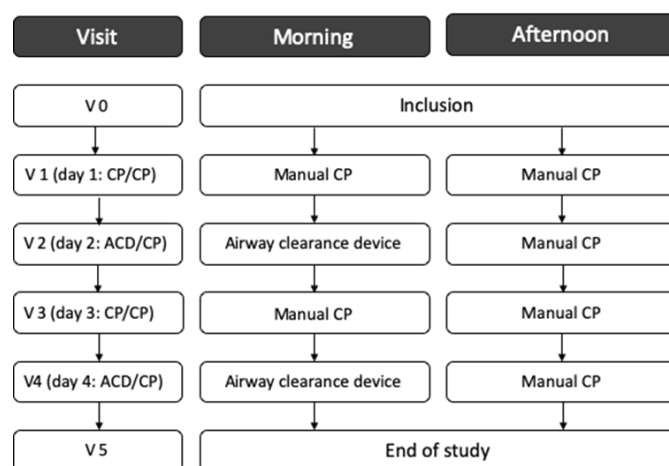 Visit Morning Afternoon
V 0 Inclusion
V 1 (day 1: CP/CP) Manual CP Manual CP
V 2 (day 2: ACD/CP) Airway clearance device Manual CP
V 3 (day 3: CP/CP) Manual CP Manual CP
V4 (day 4: ACD/CP) Airway clearance device Manual CP
V 5 End of study